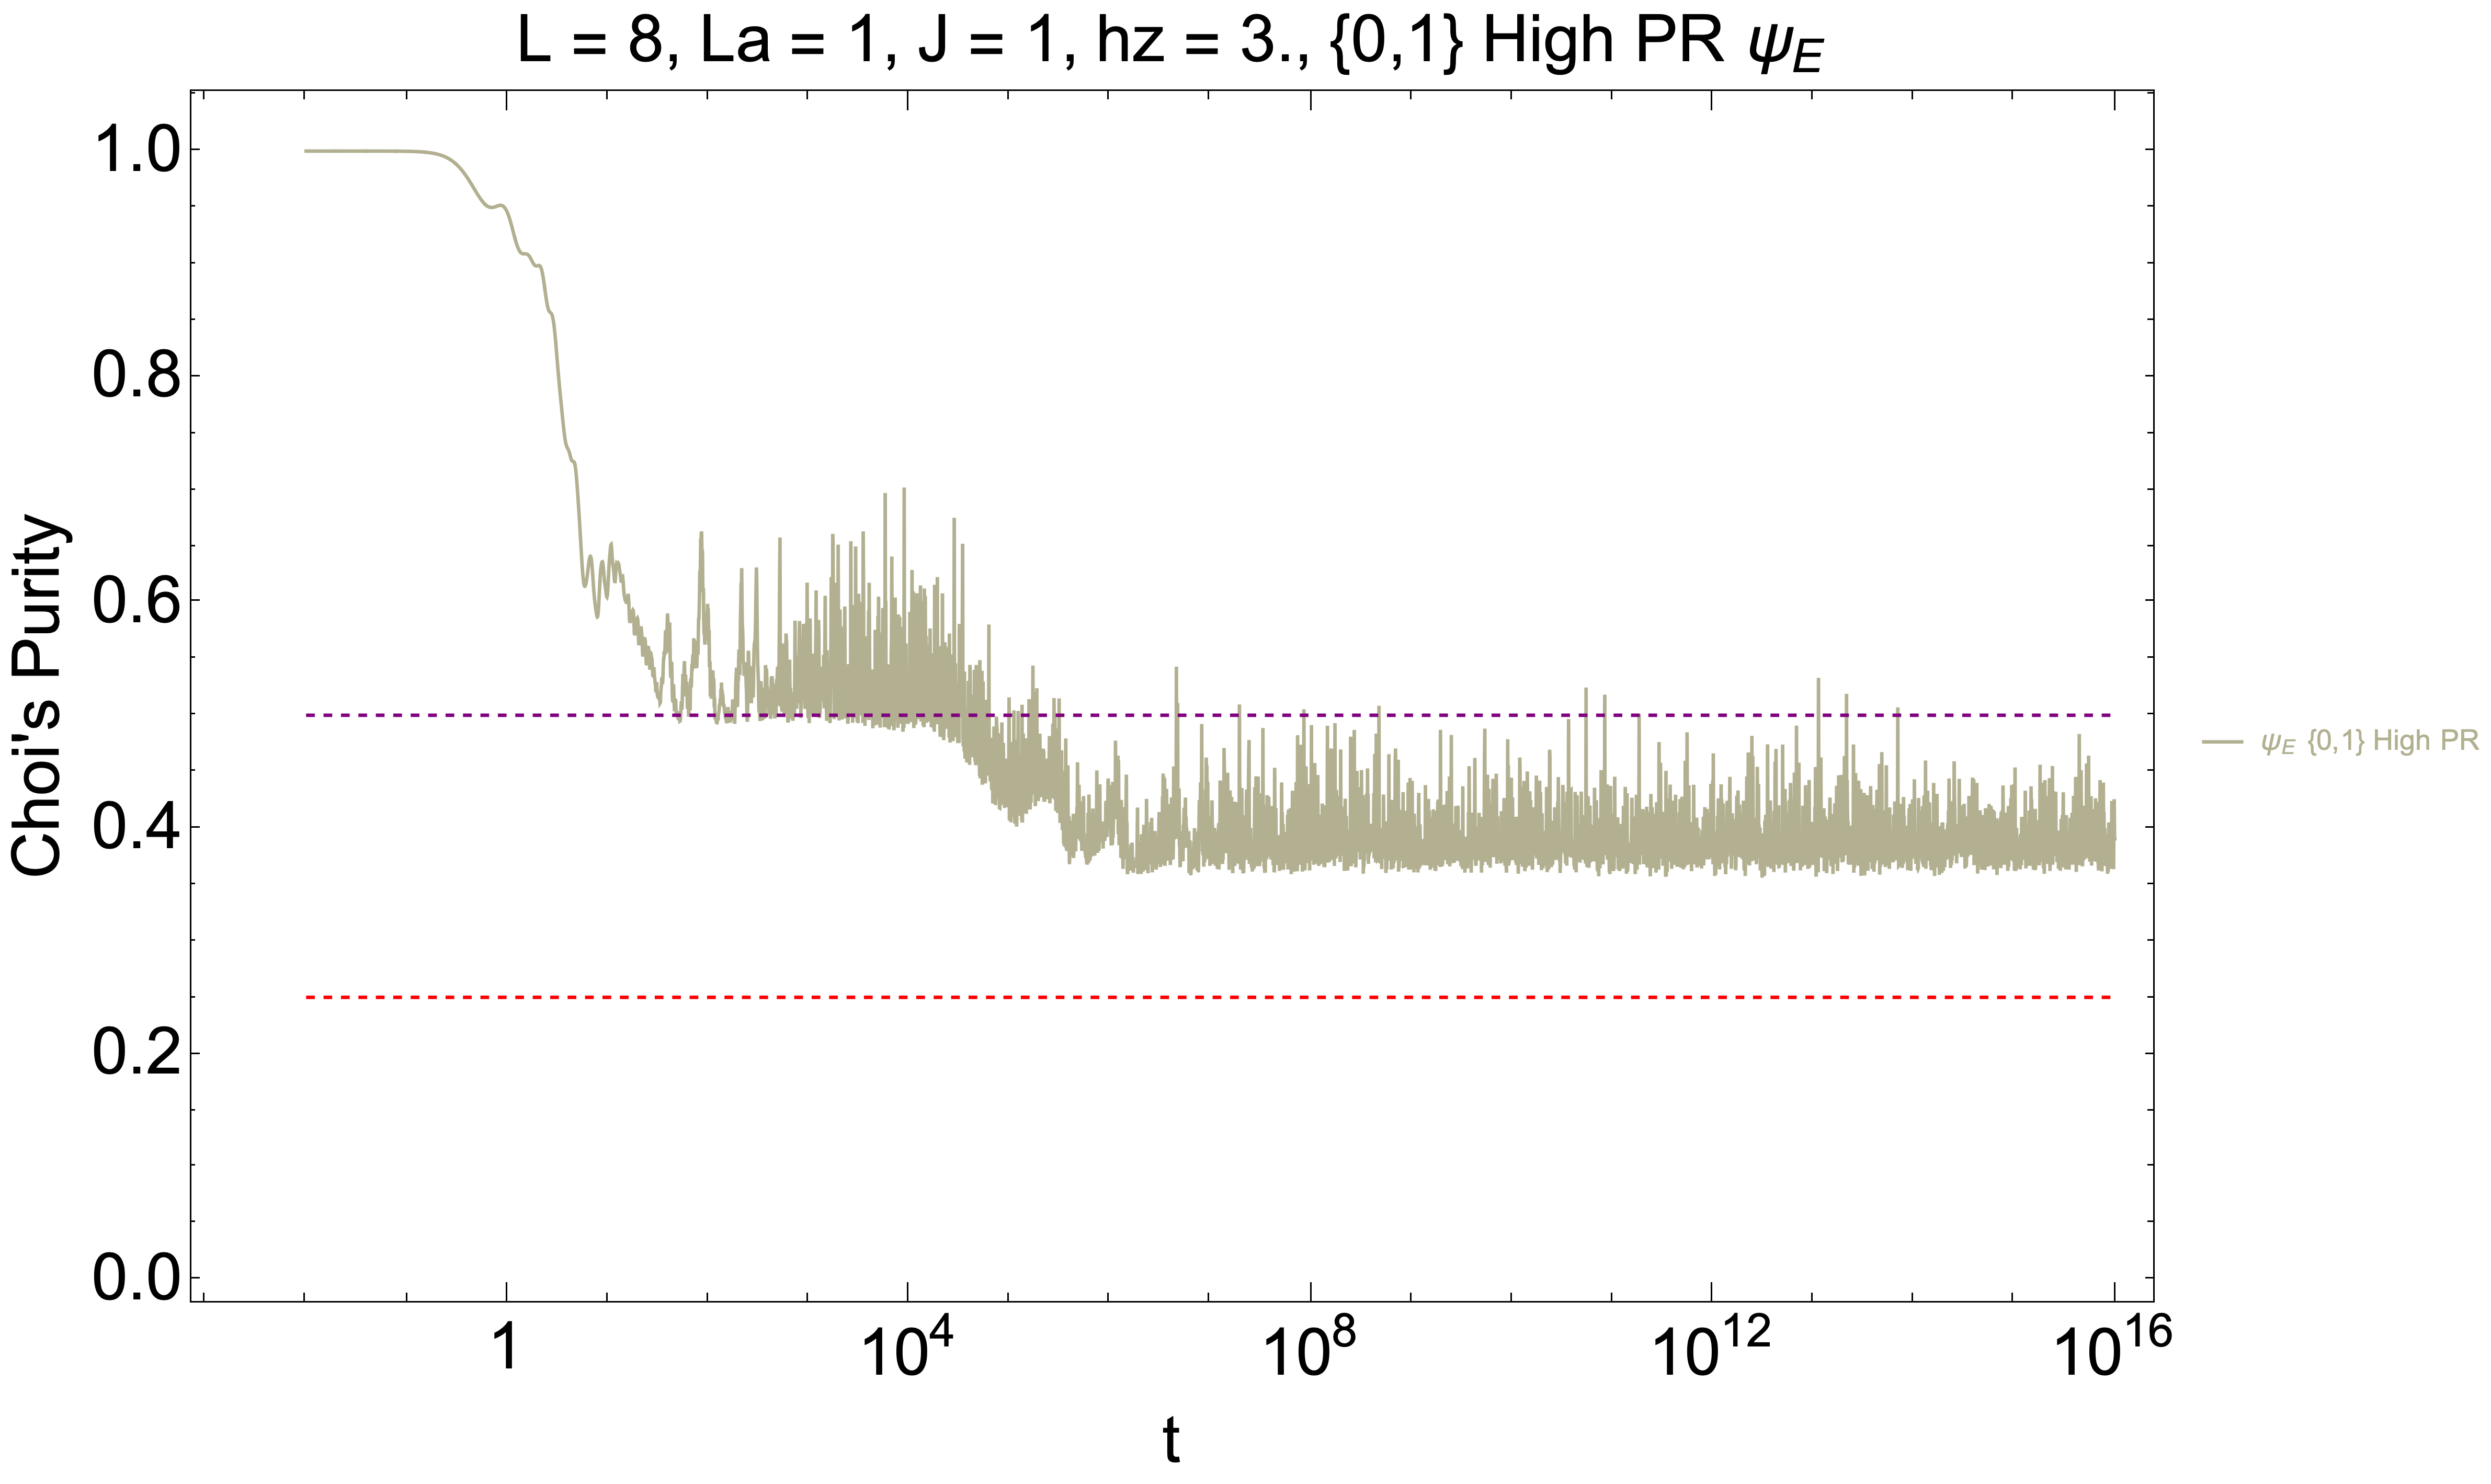 L = 8, La = 1, J = 1, hz = 3., {0,1} High PR ψ_E
1.0
0.8
0.6
0.4
0.2
0.0
Choi's Purity
1
10^4
10^8
10^12
10^16
t
ψ_E {0,1} High PR